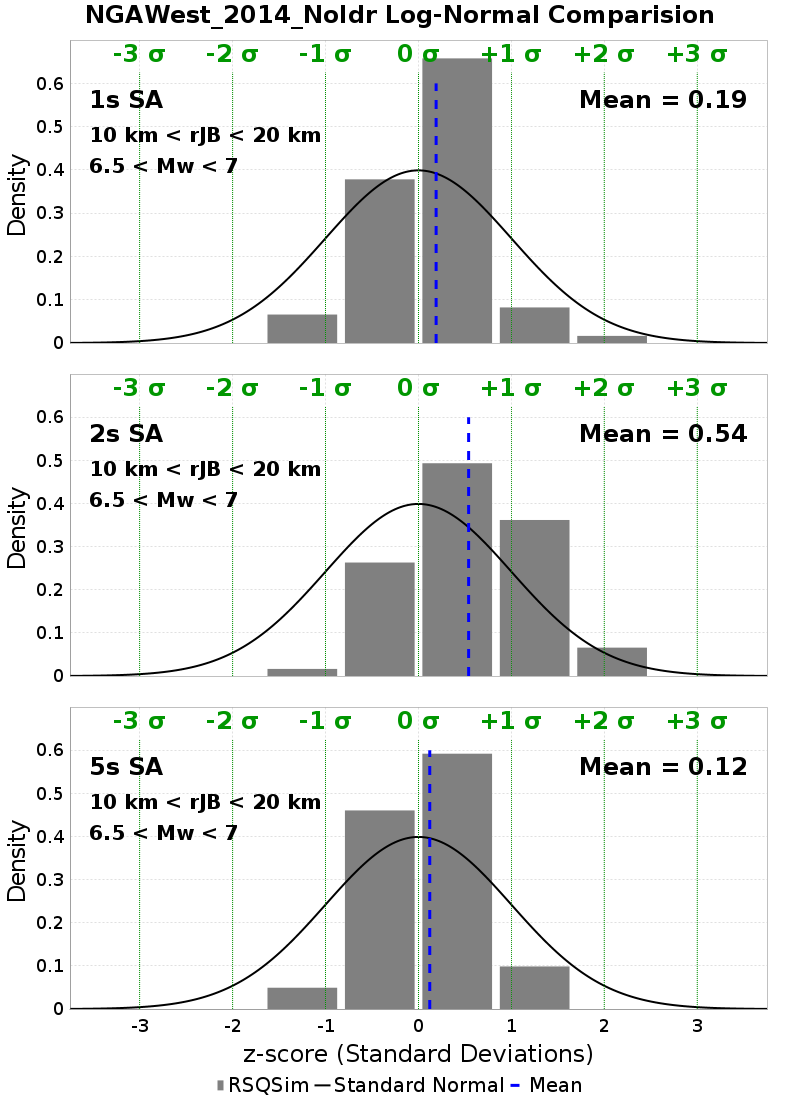 NGAWest_2014_NoIdr Log-Normal Comparision
-3 σ -2 σ -1 σ 0 σ +1 σ +2 σ +3 σ
0.6
1s SA Mean = 0.19
0.5
10 km < rJB < 20 km
6.5 < Mw < 7
0.4
Density
0.3
0.2
0.1
0
-3 σ -2 σ -1 σ 0 σ +1 σ +2 σ +3 σ
0.6
2s SA Mean = 0.54
0.5
10 km < rJB < 20 km
6.5 < Mw < 7
0.4
Density
0.3
0.2
0.1
0
-3 σ -2 σ -1 σ 0 σ +1 σ +2 σ +3 σ
0.6
5s SA Mean = 0.12
0.5
10 km < rJB < 20 km
6.5 < Mw < 7
0.4
Density
0.3
0.2
0.1
0
-3 -2 -1 0 1 2 3
z-score (Standard Deviations)
RSQSim Standard Normal Mean